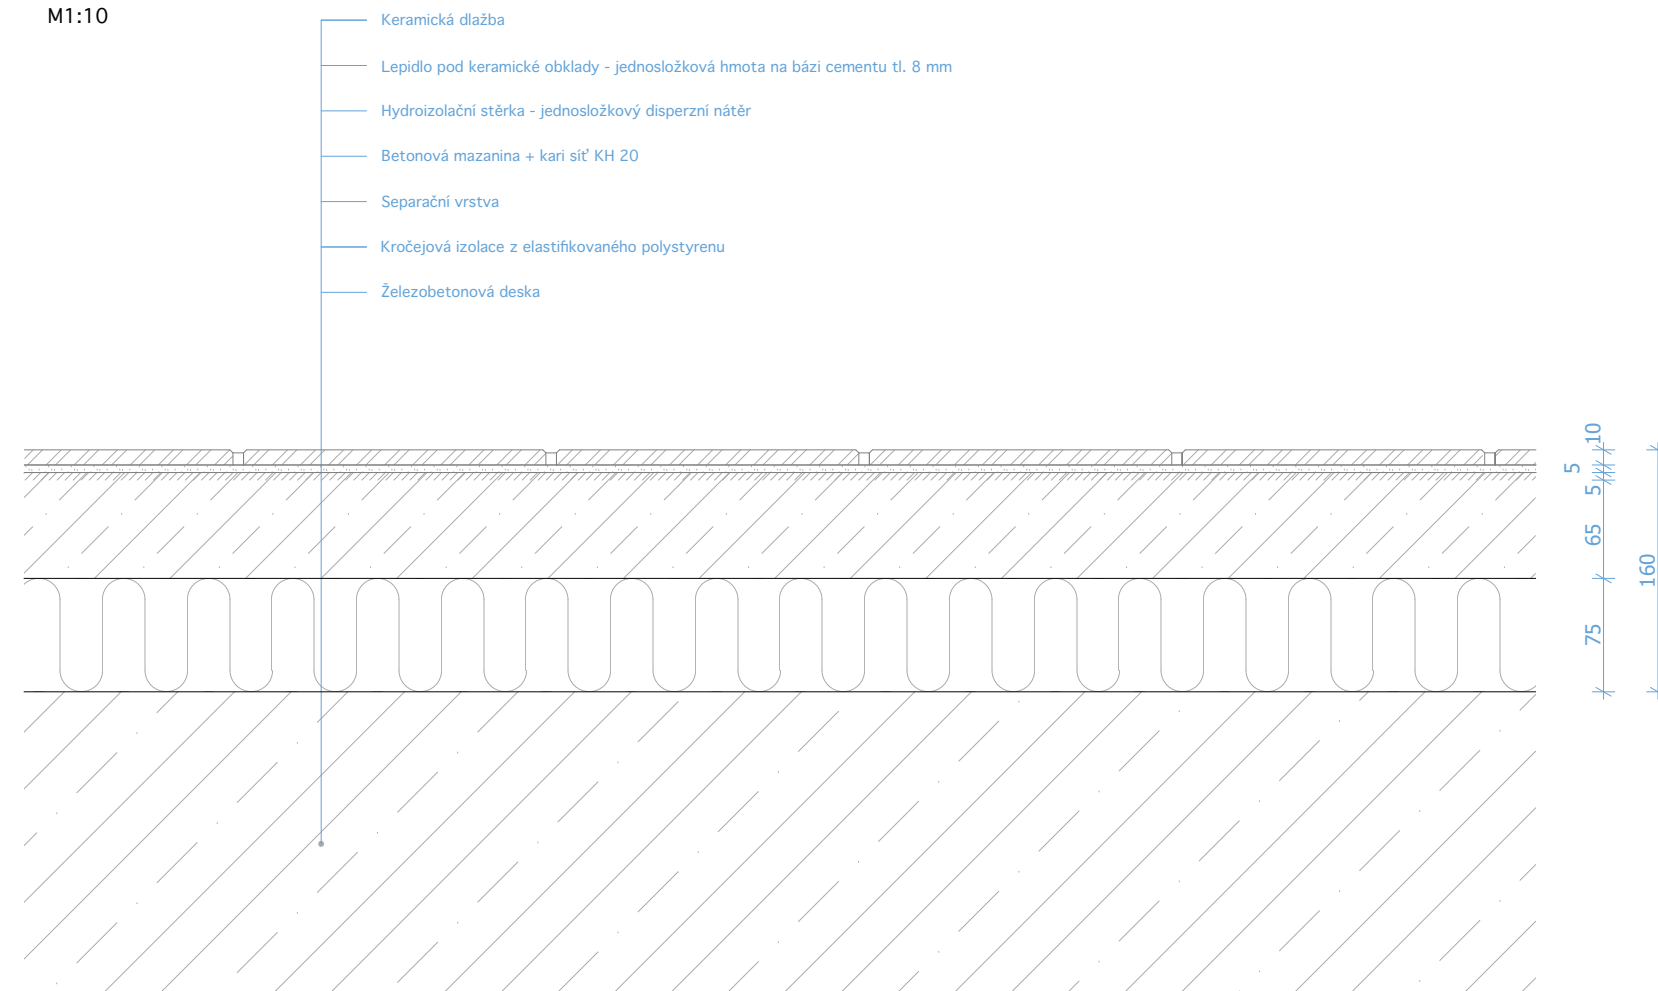 M1:10
Keramická dlažba
Lepidlo pod keramické obklady - jednosložková hmota na bázi cementu tl. 8 mm
Hydroizolační stěrka - jednosložkový disperzní nátěr
Betonová mazanina + kari síť KH 20
Separační vrstva
Kročejová izolace z elastifikovaného polystyrenu
Železobetonová deska
10
5
5
65
160
75